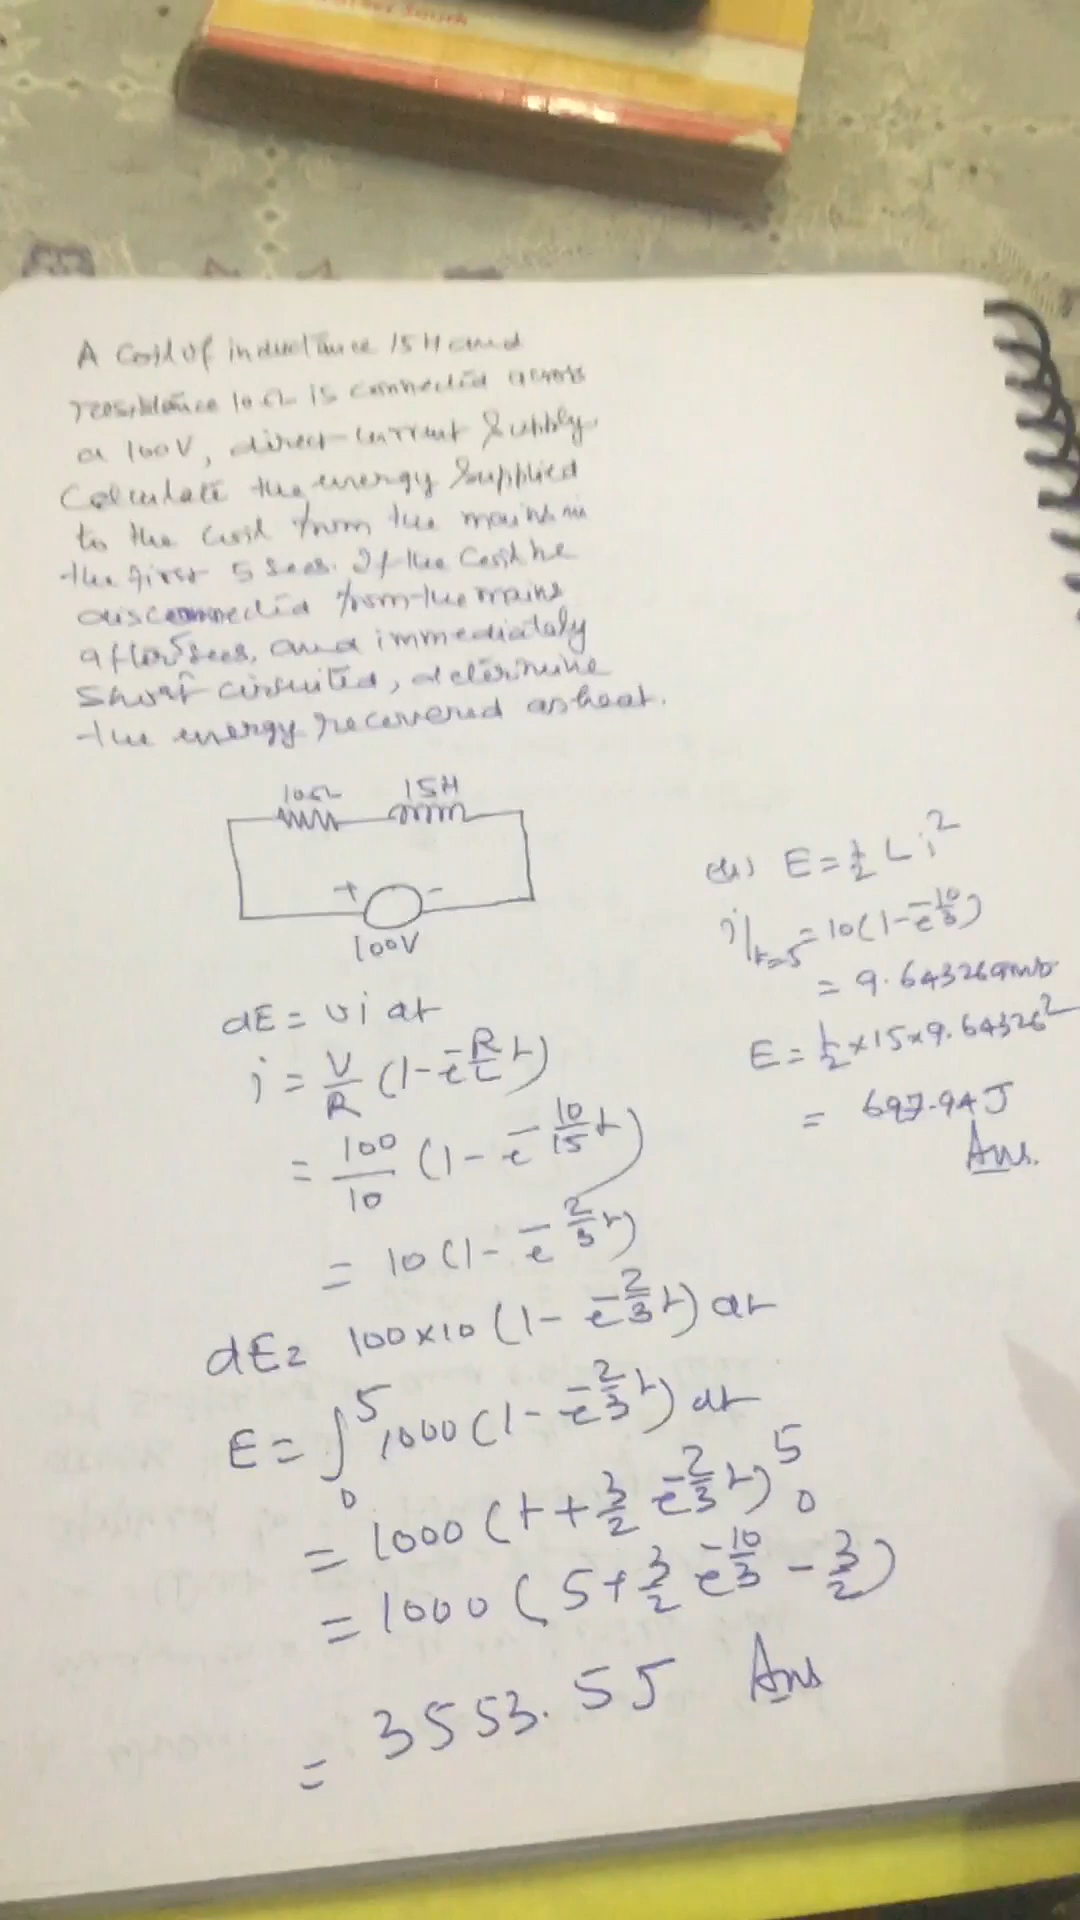 A Coil of inductance 15H and
resistance 10Ω is connected across
a 100V, direct-current supply.
Calculate the energy supplied
to the coil from the mains in
the first 5 secs. If the coil be
disconnected from the mains
after 5 secs, and immediately
short circuited, determine
the energy recovered as heat.
10Ω 15H
+ -
100V
dE = vi dt
i = V/R (1-e^-R/L t)
= 100/10 (1-e^-10/15 t)
= 10(1-e^-2/3 t)
dE = 100×10 (1-e^-2/3 t) dt
E = ∫₀⁵ 1000(1-e^-2/3 t) dt
= 1000 (t + 3/2 e^-2/3 t)₀⁵
= 1000 (5 + 3/2 e^-10/3 - 3/2)
= 3553.55 Ans
E = 1/2 L i²
i|t=5 = 10(1-e^-10/3)
= 9.64326 amp
E = 1/2 × 15 × 9.64326²
= 697.94 J
Ans.